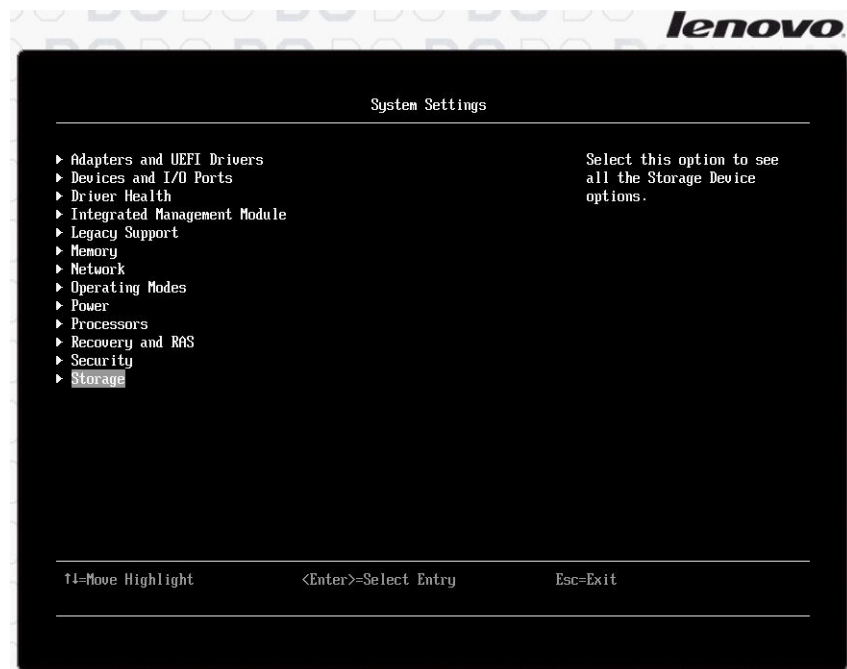 lenovo
System Settings
Adapters and UEFI Drivers
Devices and I/O Ports
Driver Health
Integrated Management Module
Legacy Support
Memory
Network
Operating Modes
Power
Processors
Recovery and RAS
Security
Storage
Select this option to see
all the Storage Device
options.
↑↓=Move Highlight <Enter>=Select Entry Esc=Exit